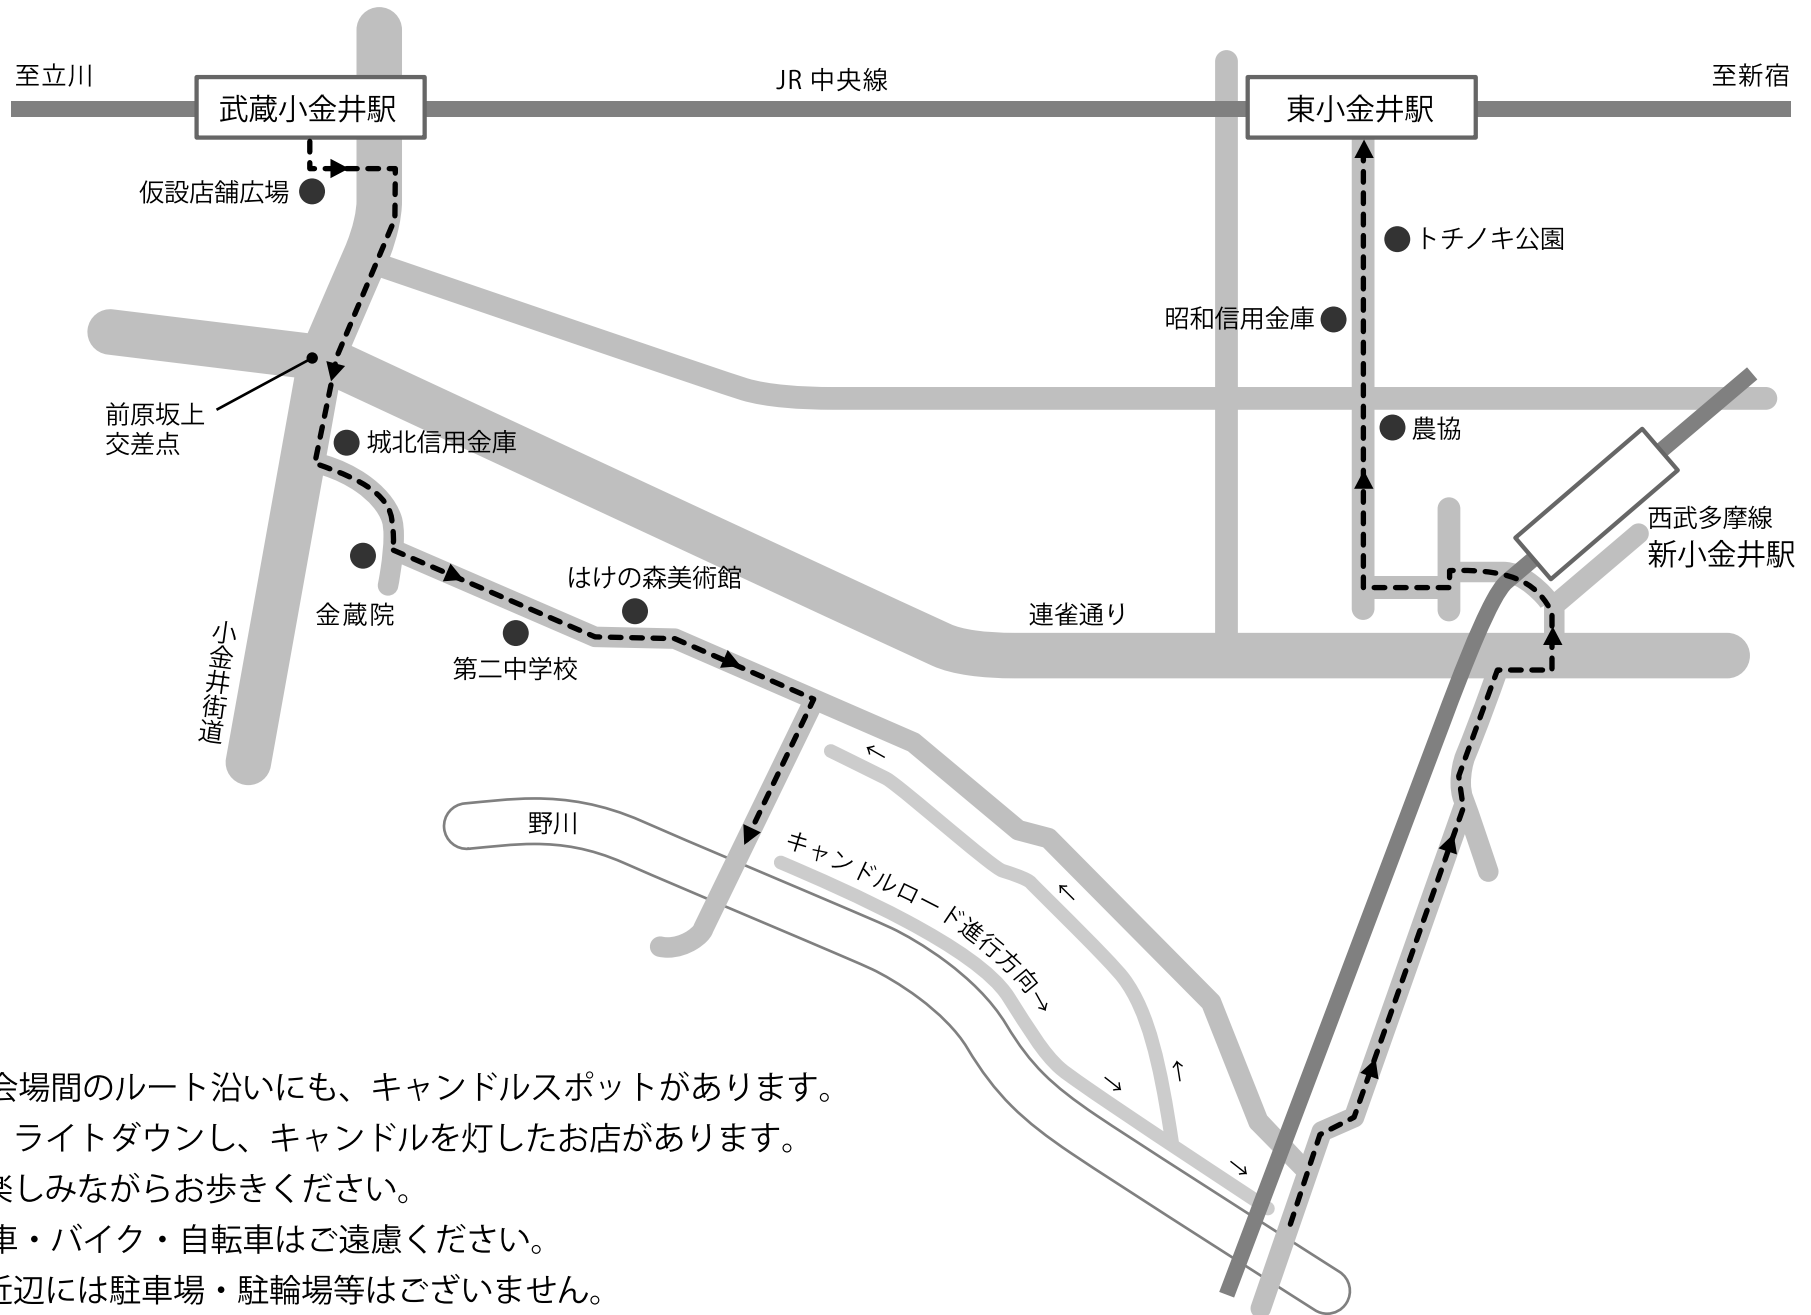 至立川
JR 中央線
至新宿
武蔵小金井駅
東小金井駅
仮設店舗広場
トチノキ公園
昭和信用金庫
前原坂上
交差点
城北信用金庫
農協
西武多摩線
新小金井駅
はけの森美術館
金蔵院
連雀通り
第二中学校
小金井街道
野川
キャンドルロード進行方向→
←
←
→
←
→
会場間のルート沿いにも、キャンドルスポットがあります。
ライトダウンし、キャンドルを灯したお店があります。
楽しみながらお歩きください。
車・バイク・自転車はご遠慮ください。
近辺には駐車場・駐輪場等はございません。